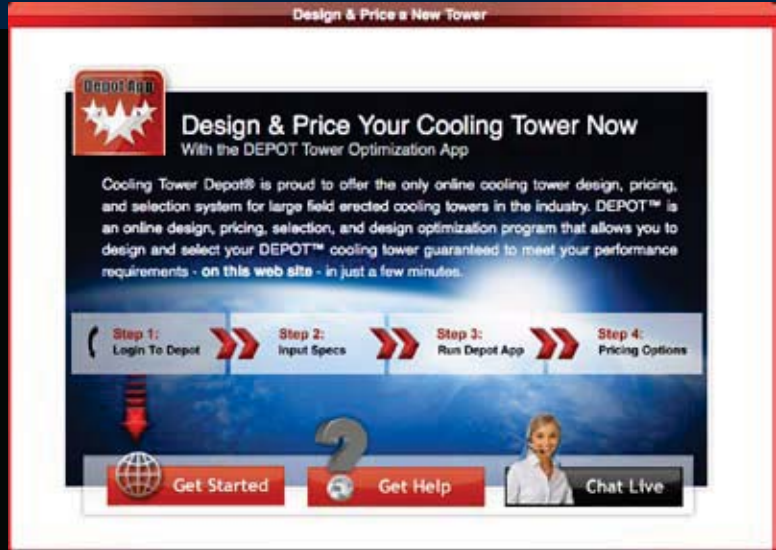 Design & Price a New Tower
Depot App
Design & Price Your Cooling Tower Now
With the DEPOT Tower Optimization App
Cooling Tower Depot® is proud to offer the only online cooling tower design, pricing,
and selection system for large field erected cooling towers in the industry. DEPOT™ is
an online design, pricing, selection, and design optimization program that allows you to
design and select your DEPOT™ cooling tower guaranteed to meet your performance
requirements - on this web site - in just a few minutes.
Step 1:
Login To Depot
Step 2:
Input Specs
Step 3:
Run Depot App
Step 4:
Pricing Options
Get Started
Get Help
Chat Live